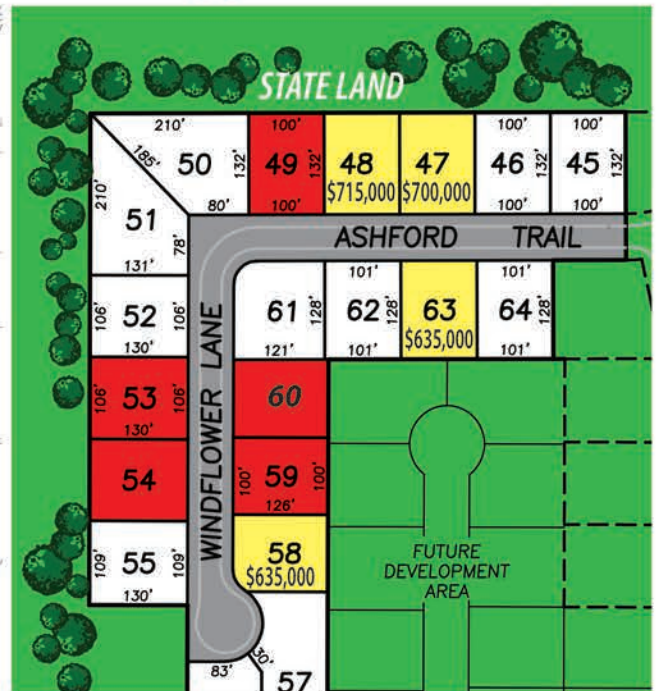 STATE LAND
210' 100' 100' 100'
185' 50 132' 49 132' 48 47 46 132' 45 132'
$715,000 $700,000
210' 80' 100' 100' 100'
51 78' ASHFORD TRAIL
131' 101' 101'
106' 52 106' 61 128' 62 128' 63 64 128'
$635,000
130' 121' 101' 101'
WINDFLOWER LANE
106' 53 106' 60
130'
54 100' 59 100'
126'
58
$635,000
109' 55 109'
130'
FUTURE
DEVELOPMENT
AREA
83' 30' 57